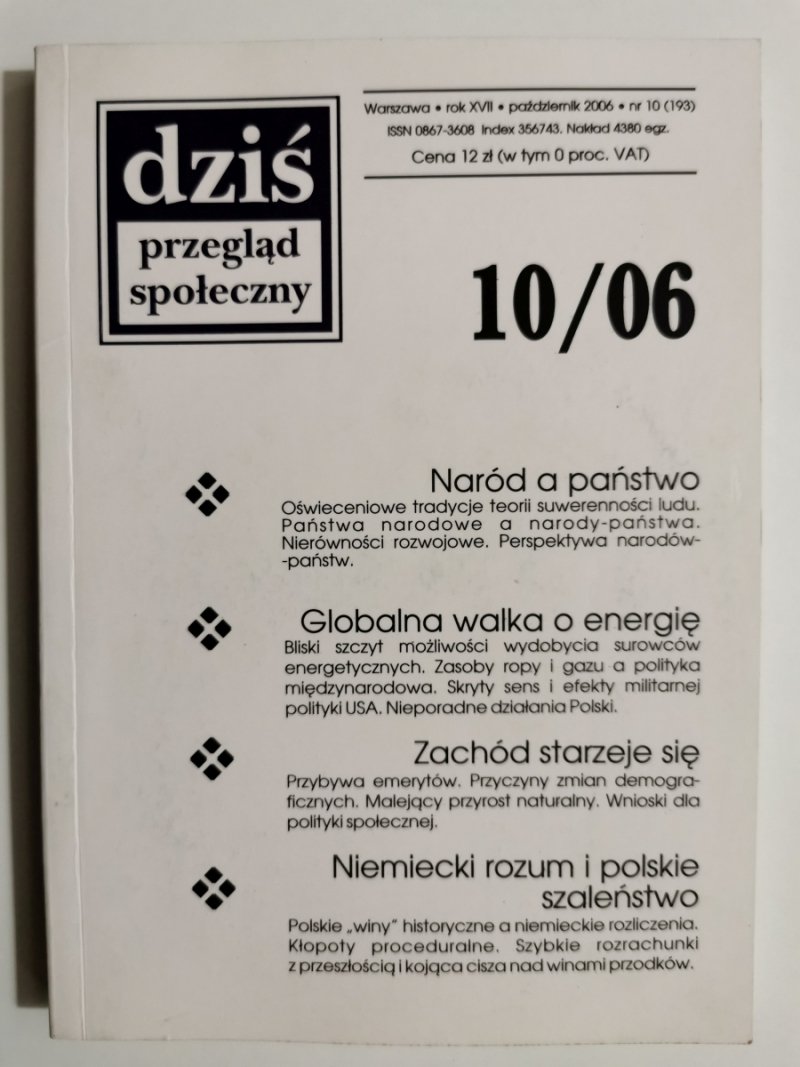 dziś
przegląd
społeczny
Warszawa • rok XVII • październik 2006 • nr 10 (193)
ISSN 0867-3608 Index 356743. Nakład 4380 egz.
Cena 12 zł (w tym 0 proc. VAT)
10/06
Naród a państwo
Oświeceniowe tradycje teorii suwerenności ludu.
Państwa narodowe a narody-państwa.
Nierówności rozwojowe. Perspektywa narodów-
-państw.
Globalna walka o energię
Bliski szczyt możliwości wydobycia surowców
energetycznych. Zasoby ropy i gazu a polityka
międzynarodowa. Skryty sens i efekty militarnej
polityki USA. Nieporadne działania Polski.
Zachód starzeje się
Przybywa emerytów. Przyczyny zmian demogra-
ficznych. Malejący przyrost naturalny. Wnioski dla
polityki społecznej.
Niemiecki rozum i polskie
szaleństwo
Polskie „winy” historyczne a niemieckie rozliczenia.
Kłopoty proceduralne. Szybkie rozrachunki
z przeszłością i kojąca cisza nad winami przodków.